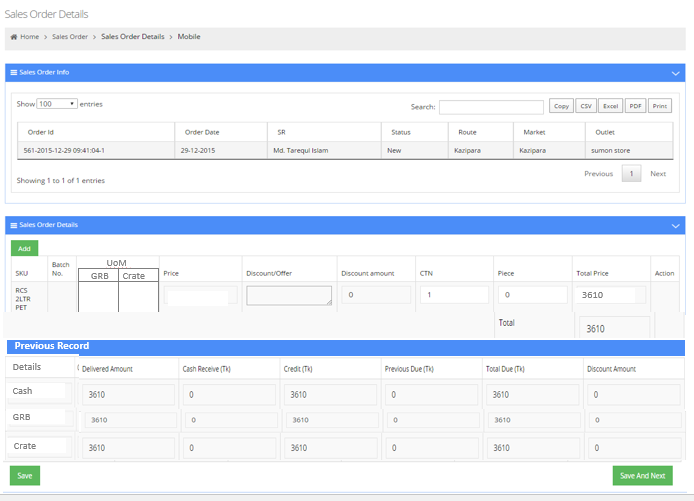 Sales Order Details
Home > Sales Order > Sales Order Details > Mobile
Sales Order Info
Show 100 entries Search: Copy CSV Excel PDF Print
Order Id Order Date SR Status Route Market Outlet
561-2015-12-29 09:41:04-1 29-12-2015 Md. Tarequl Islam New Kazipara Kazipara sumon store
Previous 1 Next
Showing 1 to 1 of 1 entries
Sales Order Details
Add
SKU Batch No. UoM GRB Crate Price Discount/Offer Discount amount CTN Piece Total Price Action
RCS 2LTR PET 0 1 0 3610
Total 3610
Previous Record
Details Delivered Amount Cash Receive (Tk) Credit (Tk) Previous Due (Tk) Total Due (Tk) Discount Amount
Cash 3610 0 3610 0 3610 0
GRB 3610 0 3610 0 3610 0
Crate 3610 0 3610 0 3610 0
Save Save And Next